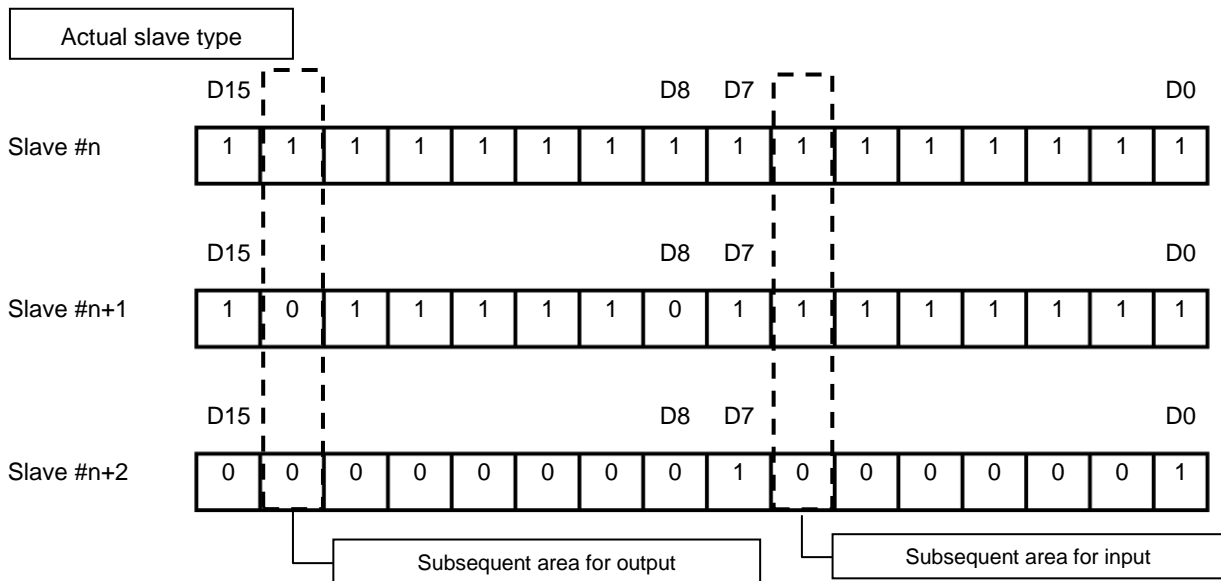 Actual slave type
D15 D8 D7 D0
Slave #n 1 1 1 1 1 1 1 1 1 1 1 1 1 1 1 1
D15 D8 D7 D0
Slave #n+1 1 0 1 1 1 1 1 0 1 1 1 1 1 1 1 1
D15 D8 D7 D0
Slave #n+2 0 0 0 0 0 0 0 0 1 0 0 0 0 0 0 1
Subsequent area for output Subsequent area for input